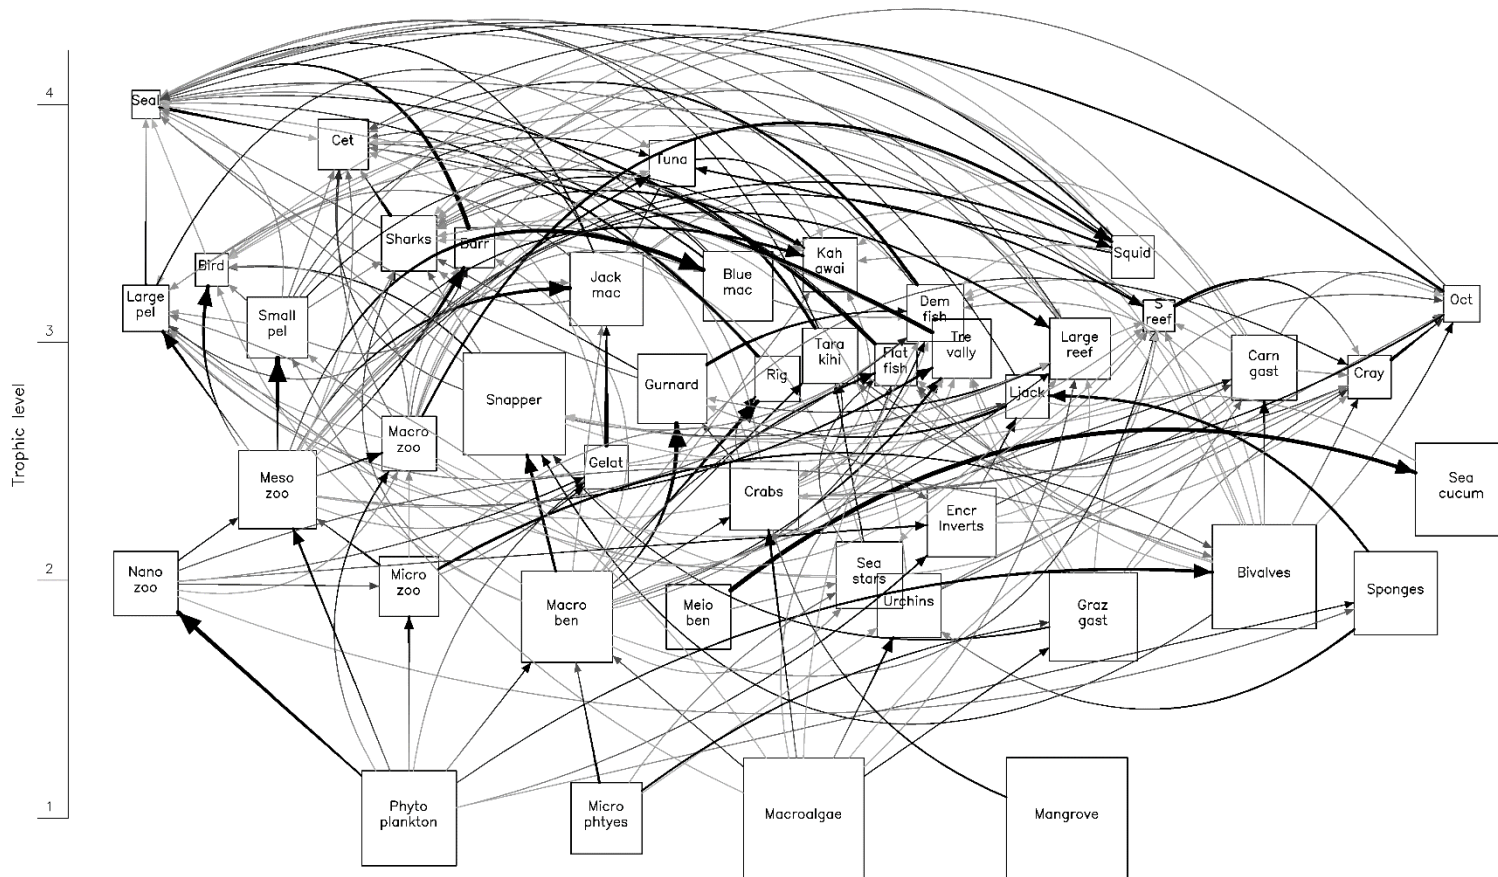 Trophic level
4
3
2
1
Seal
Cet
Tuna
Sharks
Barr
Bird
Kah
awai
Squid
Large
pel
Small
pel
Jack
mac
Blue
mac
Dem
fish
S
reef
Oct
Tre
vally
Large
reef
Tara
kihi
Flat
fish
Carn
gast
Cray
Snapper
Gurnard
Rig
Ljack
Macro
zoo
Gelat
Meso
zoo
Crabs
Encr
Inverts
Sea
cucum
Nano
zoo
Micro
zoo
Macro
ben
Meio
ben
Sea
stars
Urchins
Graz
gast
Bivalves
Sponges
Phyto
plankton
Micro
phtyes
Macroalgae
Mangrove